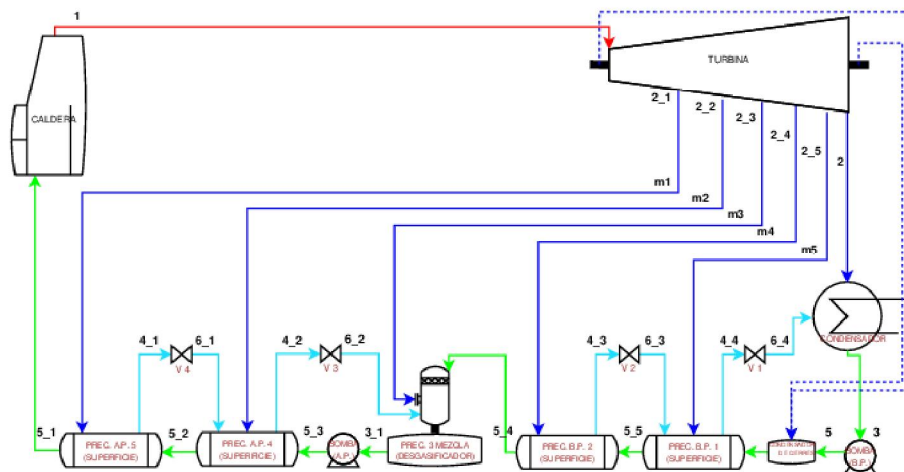 1
TURBINA
CALDERA
2_1
2_2
2_3
2_4
2_5
2
m1
m2
m3
m4
m5
4_1
6_1
V 4
4_2
6_2
V 3
4_3
6_3
V 2
4_4
6_4
V 1
CONDENSADOR
5_1
PREC. A.P. 5
(SUPERFICIE)
5_2
PREC. A.P. 4
(SUPERFICIE)
5_3
BOMBA
(A.P.)
3_1
PREC. 3 MEZCLA
(DESGASIFICADOR)
5_4
PREC. B.P. 2
(SUPERFICIE)
5_5
PREC. B.P. 1
(SUPERFICIE)
5
BOMBA
(B.P.)
3